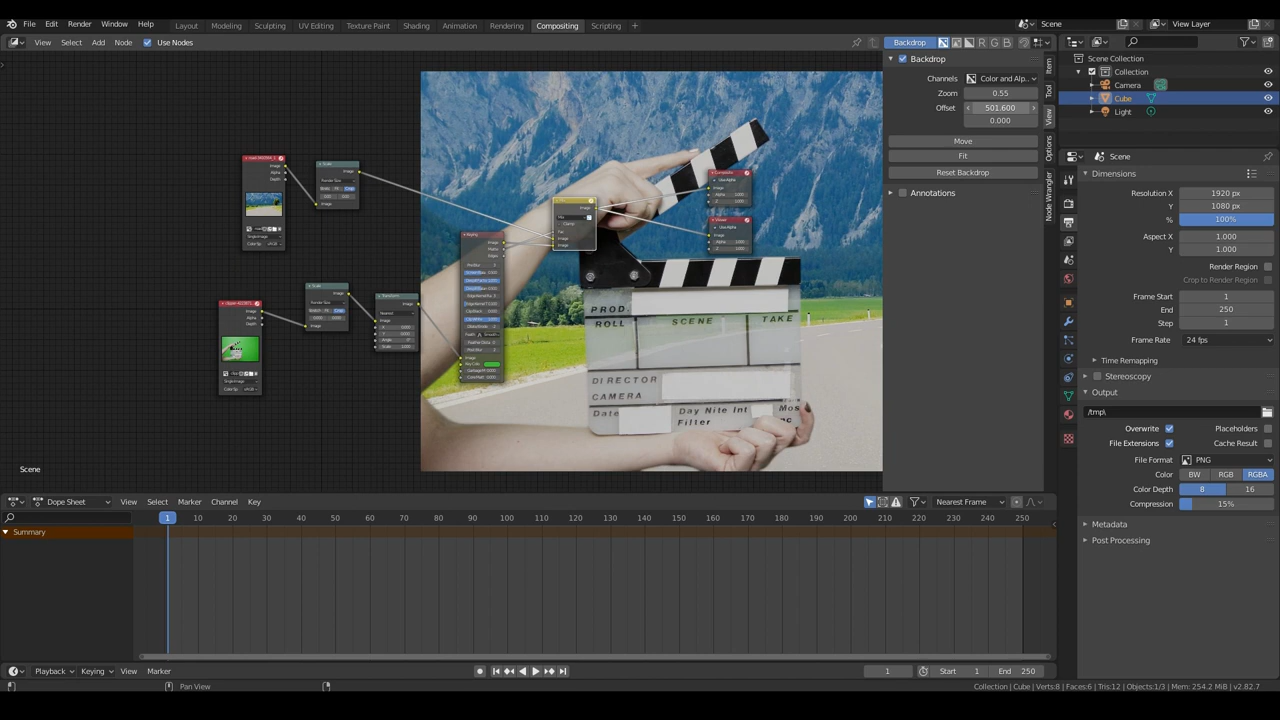 File Edit Render Window Help Layout Modeling Sculpting UV Editing Texture Paint Shading Animation Rendering Compositing Scripting + Scene View Layer
View Select Add Node Use Nodes Backdrop R G B
Backdrop
Channels Color and Alp..
Zoom 0.55
Offset 501.600
0.000
Move
Fit
Reset Backdrop
Annotations
Item
Tool
View
Options
Node Wrangler
Scene Collection
Collection
Camera
Cube
Light
Scene
Dimensions
Resolution X 1920 px
Y 1080 px
% 100%
Aspect X 1.000
Y 1.000
Render Region
Crop to Render Region
Frame Start 1
End 250
Step 1
Frame Rate 24 fps
Time Remapping
Stereoscopy
Output
/tmp\
Overwrite Placeholders
File Extensions Cache Result
File Format PNG
Color BW RGB RGBA
Color Depth 8 16
Compression 15%
Metadata
Post Processing
PROD.
ROLL SCENE TAKE
DIRECTOR
CAMERA
Date Day Nite Int Mos
Filter
Scene
Dope Sheet View Select Marker Channel Key Nearest Frame
1 10 20 30 40 50 60 70 80 90 100 110 120 130 140 150 160 170 180 190 200 210 220 230 240 250
Summary
Playback Keying View Marker 1 Start 1 End 250
Pan View Collection | Cube | Verts:8 | Faces:6 | Tris:12 | Objects:1/3 | Mem: 254.2 MiB | v2.82.7